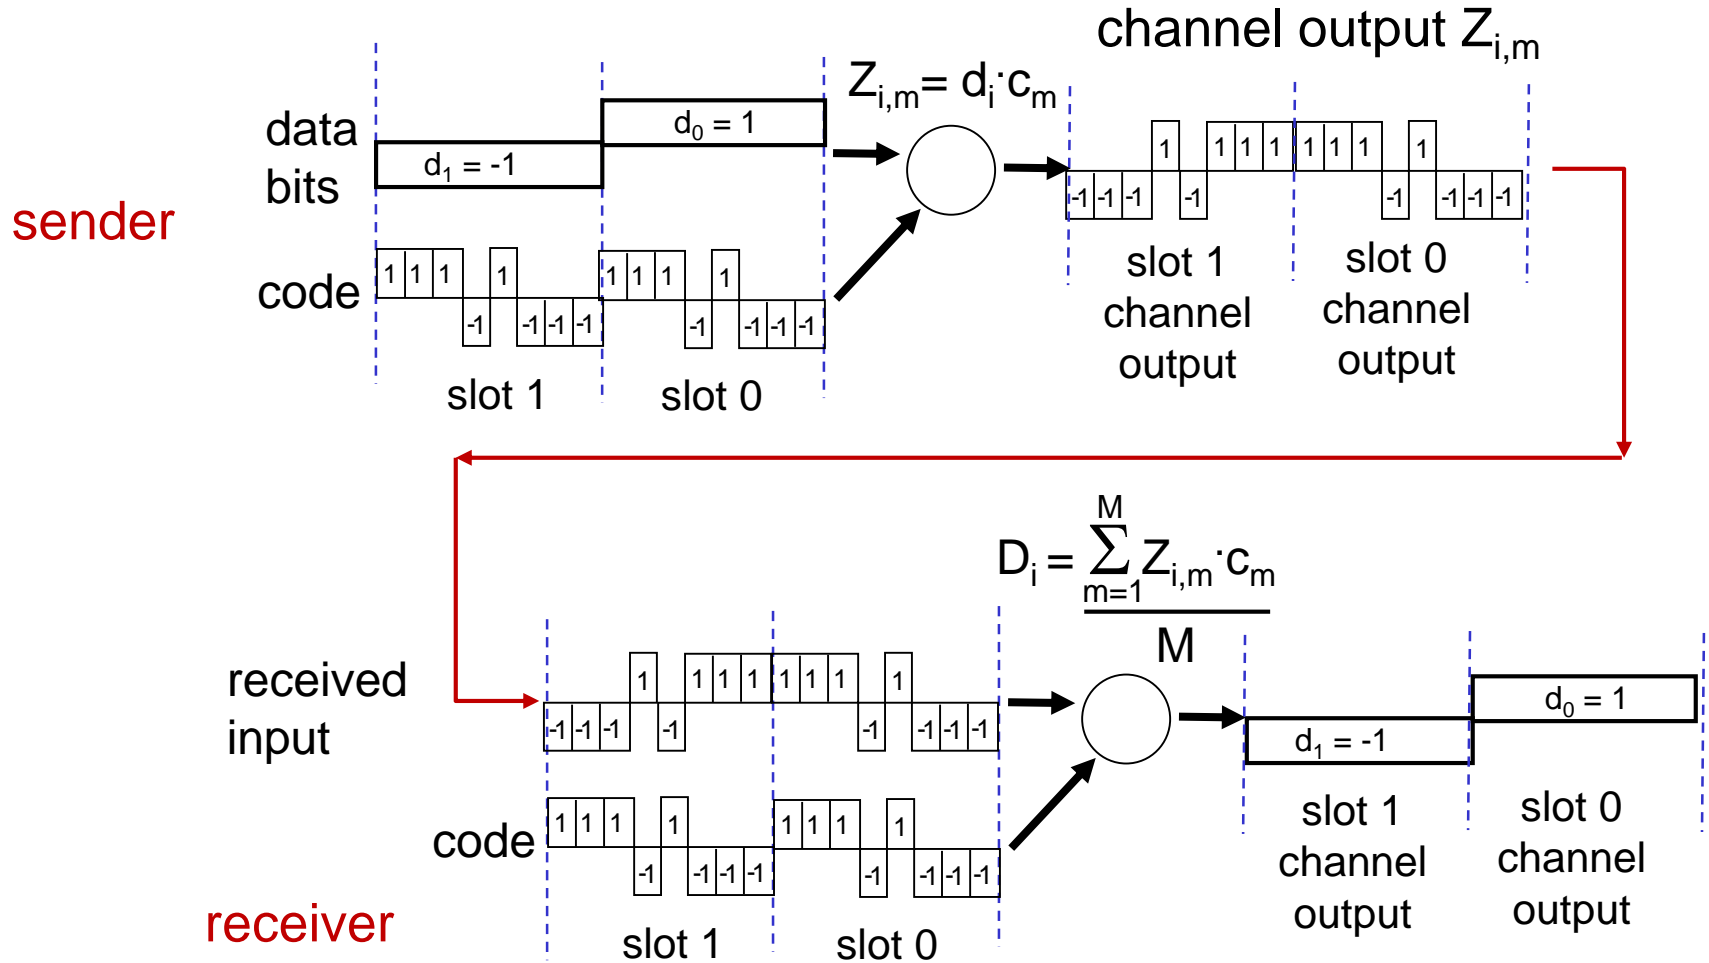 channel output Z_i,m
Z_i,m = d_i · c_m
data bits
d_1 = -1
d_0 = 1
sender
code
1 1 1 -1 1 -1 -1 -1
1 1 1 -1 1 -1 -1 -1
slot 1
slot 0
-1 -1 -1 1 -1 1 1 1
1 1 1 -1 1 -1 -1 -1
slot 1
channel
output
slot 0
channel
output
D_i = M ∑ m=1 Z_i,m · c_m
M
received
input
-1 -1 -1 1 -1 1 1 1
1 1 1 -1 1 -1 -1 -1
code
1 1 1 -1 1 -1 -1 -1
1 1 1 -1 1 -1 -1 -1
receiver
slot 1
slot 0
d_1 = -1
d_0 = 1
slot 1
channel
output
slot 0
channel
output